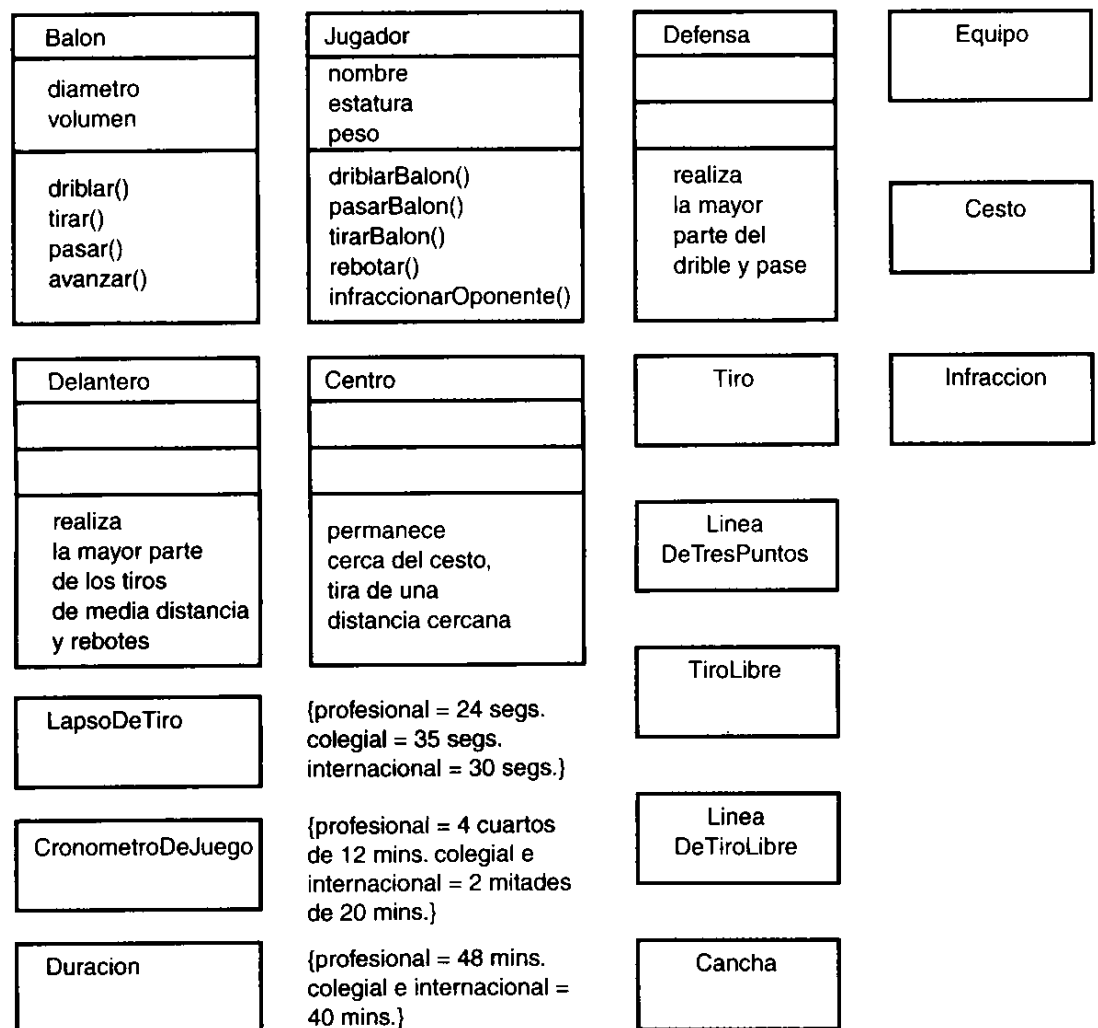 Balon
diametro
volumen
driblar()
tirar()
pasar()
avanzar()
Jugador
nombre
estatura
peso
driblarBalon()
pasarBalon()
tirarBalon()
rebotar()
infraccionarOponente()
Defensa
realiza
la mayor
parte del
drible y pase
Equipo
Cesto
Delantero
realiza
la mayor parte
de los tiros
de media distancia
y rebotes
Centro
permanece
cerca del cesto,
tira de una
distancia cercana
Tiro
Infraccion
Linea
DeTresPuntos
TiroLibre
LapsoDeTiro
{profesional = 24 segs.
colegial = 35 segs.
internacional = 30 segs.}
CronometroDeJuego
{profesional = 4 cuartos
de 12 mins. colegial e
internacional = 2 mitades
de 20 mins.}
Linea
DeTiroLibre
Duracion
{profesional = 48 mins.
colegial e internacional =
40 mins.}
Cancha